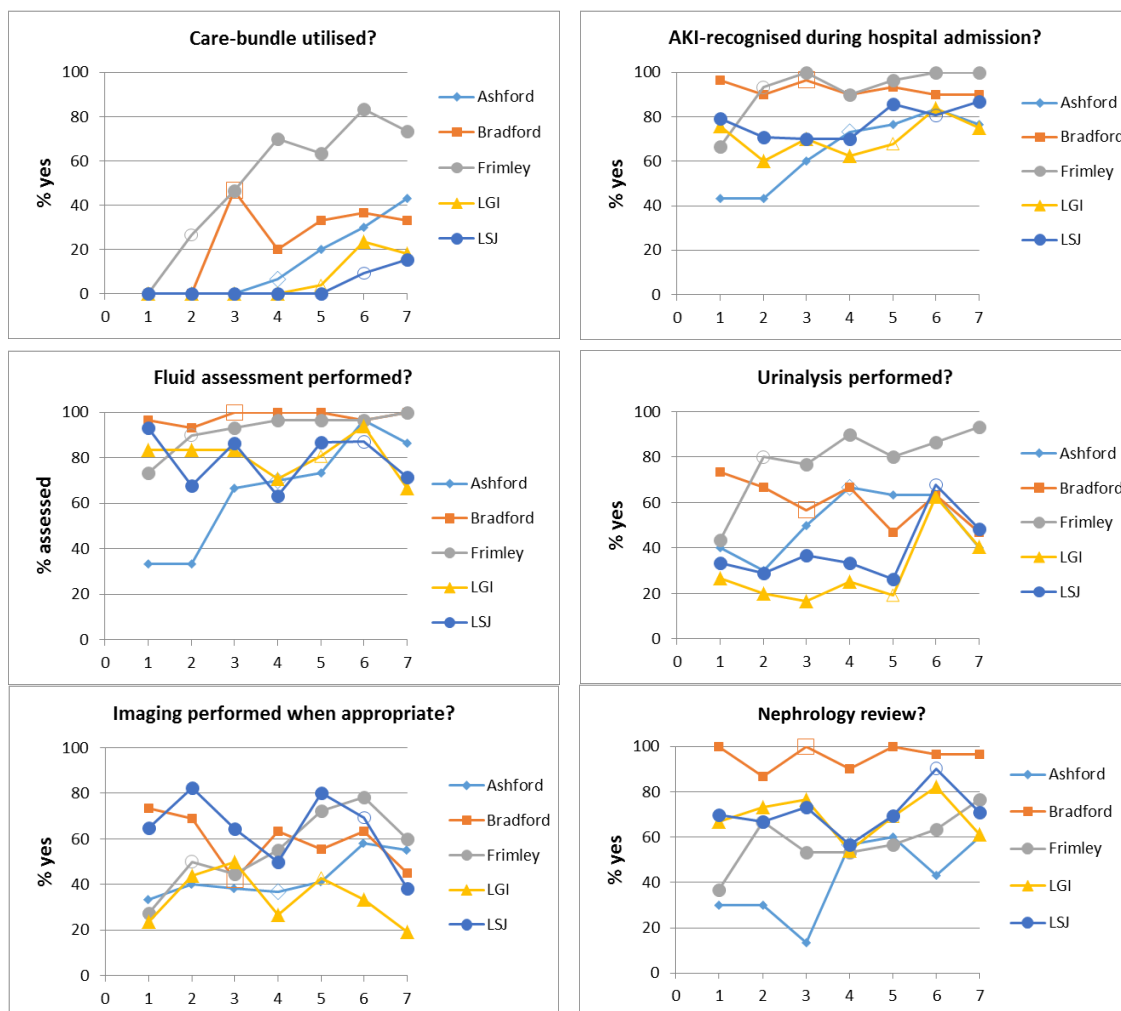 Care-bundle utilised?
% yes
100
80
60
40
20
0
0 1 2 3 4 5 6 7
Ashford
Bradford
Frimley
LGI
LSJ
AKI-recognised during hospital admission?
% yes
100
80
60
40
20
0
0 1 2 3 4 5 6 7
Ashford
Bradford
Frimley
LGI
LSJ
Fluid assessment performed?
% assessed
100
80
60
40
20
0
0 1 2 3 4 5 6 7
Ashford
Bradford
Frimley
LGI
LSJ
Urinalysis performed?
% yes
100
80
60
40
20
0
0 1 2 3 4 5 6 7
Ashford
Bradford
Frimley
LGI
LSJ
Imaging performed when appropriate?
% yes
100
80
60
40
20
0
0 1 2 3 4 5 6 7
Ashford
Bradford
Frimley
LGI
LSJ
Nephrology review?
% yes
100
80
60
40
20
0
0 1 2 3 4 5 6 7
Ashford
Bradford
Frimley
LGI
LSJ